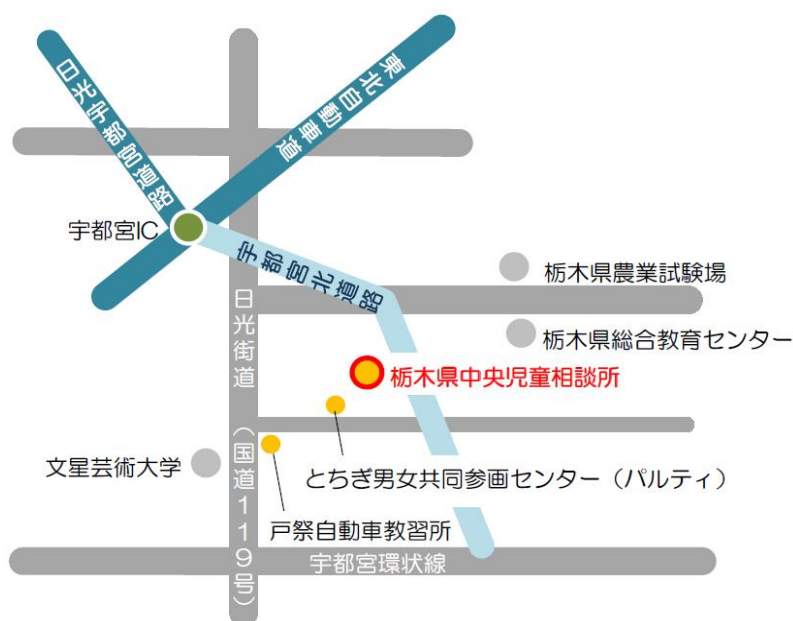 日光宇都宮道路
東北自動車道
宇都宮IC
宇都宮北道路
栃木県農業試験場
日光街道（国道119号）
栃木県総合教育センター
栃木県中央児童相談所
文星芸術大学
とちぎ男女共同参画センター（パルティ）
戸祭自動車教習所
宇都宮環状線